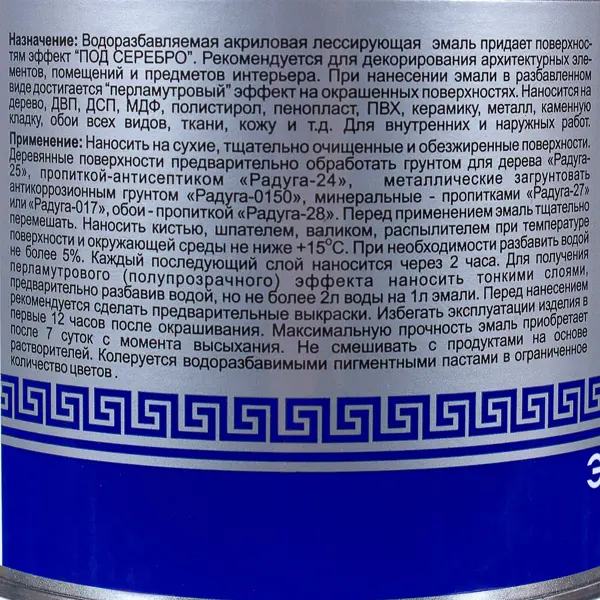 Назначение: Водоразбавляемая акриловая лессирующая эмаль придает поверхнос-
тям эффект "ПОД СЕРЕБРО". Рекомендуется для декорирования архитектурных эле-
ментов, помещений и предметов интерьера. При нанесении эмали в разбавленном
виде достигается "перламутровый" эффект на окрашенных поверхностях. Наносится на
дерево, ДВП, ДСП, МДФ, полистирол, пенопласт, ПВХ, керамику, металл, каменную
кладку, обои всех видов, ткани, кожу и т.д. Для внутренних и наружных работ.
Применение: Наносить на сухие, тщательно очищенные и обезжиренные поверхности.
Деревянные поверхности предварительно обработать грунтом для дерева «Радуга-
25», пропиткой-антисептиком «Радуга-24», металлические загрунтовать
антикоррозионным грунтом «Радуга-0150», минеральные - пропитками «Радуга-27»
или «Радуга-017», обои - пропиткой «Радуга-28». Перед применением эмаль тщательно
перемешать. Наносить кистью, шпателем, валиком, распылителем при температуре
поверхности и окружающей среды не ниже +15°С. При необходимости разбавить водой
не более 5%. Каждый последующий слой наносится через 2 часа. Для получения
перламутрового (полупрозрачного) эффекта наносить тонкими слоями,
предварительно разбавив водой, но не более 2л воды на 1л эмали. Перед нанесением
рекомендуется сделать предварительные выкраски. Избегать эксплуатации изделия в
первые 12 часов после окрашивания. Максимальную прочность эмаль приобретает
после 7 суток с момента высыхания. Не смешивать с продуктами на основе
растворителей. Колеруется водоразбавимыми пигментными пастами в ограниченное
количество цветов .
Э